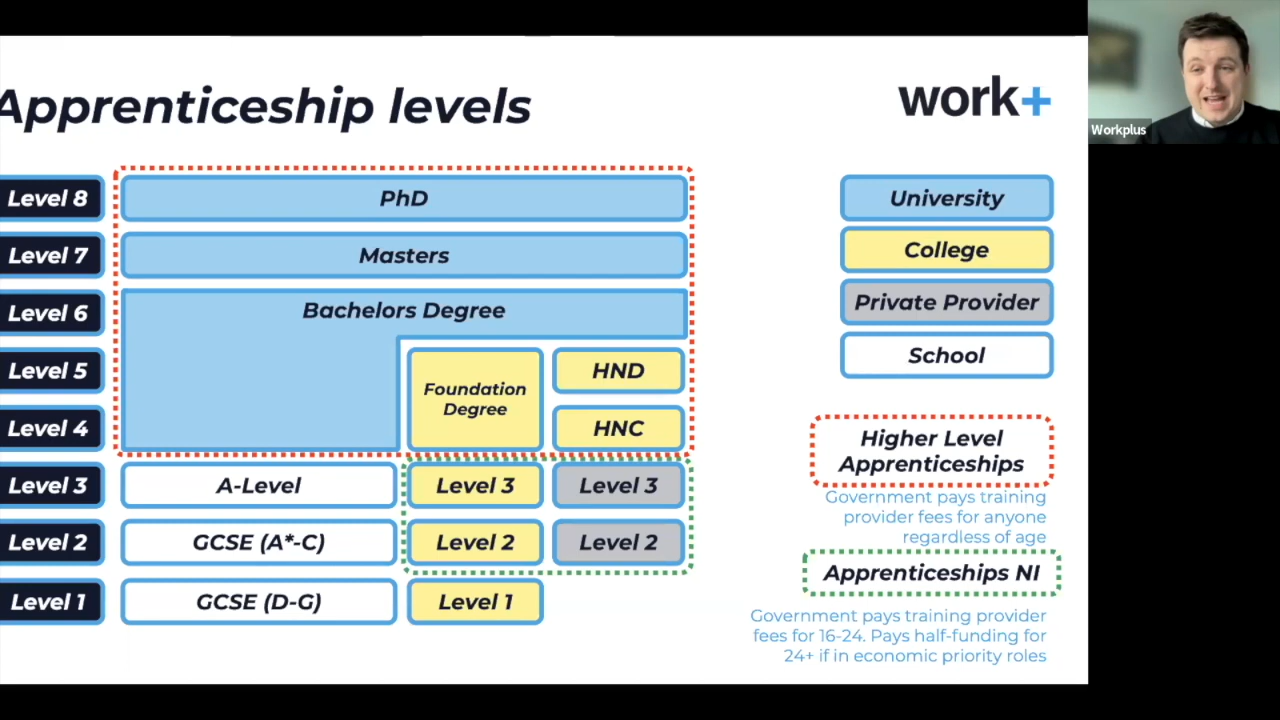 Apprenticeship levels
work+
Workplus
Level 8
PhD
University
Level 7
Masters
College
Level 6
Bachelors Degree
Private Provider
Level 5
Foundation
Degree
HND
School
Level 4
HNC
Higher Level
Apprenticeships
Level 3
A-Level
Level 3
Level 3
Government pays training
provider fees for anyone
regardless of age
Level 2
GCSE (A*-C)
Level 2
Level 2
Apprenticeships NI
Level 1
GCSE (D-G)
Level 1
Government pays training provider
fees for 16-24. Pays half-funding for
24+ if in economic priority roles